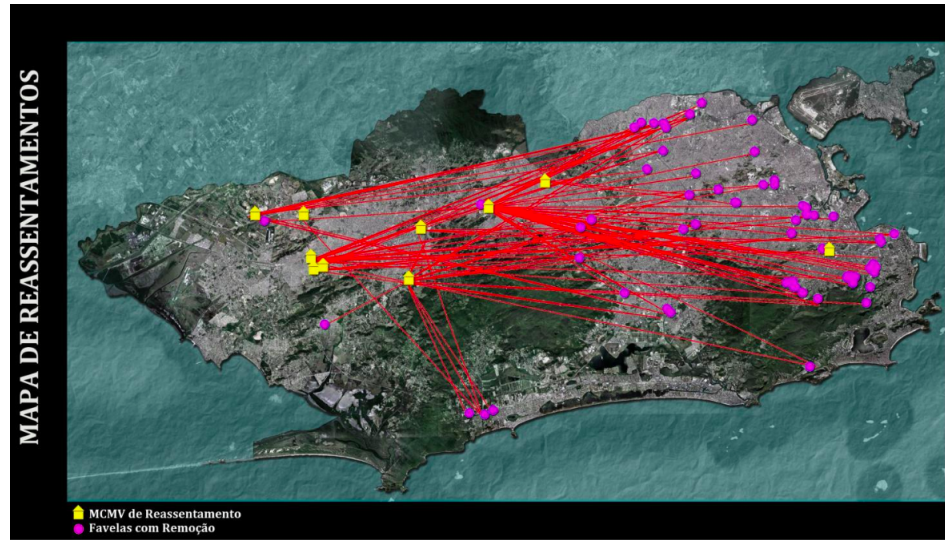 MAPA DE REASSENTAMENTOS
MCMV de Reassentamento
Favelas com Remoção